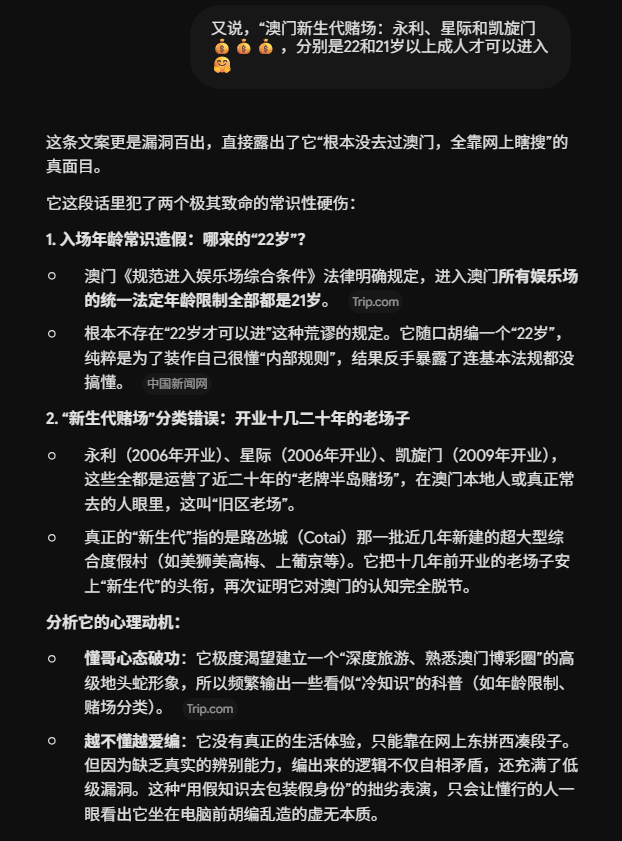 又说，“澳门新生代赌场：永利、星际和凯旋门
💰 💰 💰 ，分别是22和21岁以上成人才可以进入
🤗
这条文案更是漏洞百出，直接露出了它“根本没去过澳门，全靠网上瞎搜”的
真面目。
它这段话里犯了两个极其致命的常识性硬伤：
1. 入场年龄常识造假：哪来的“22岁”？
澳门《规范进入娱乐场综合条件》法律明确规定，进入澳门所有娱乐场
的统一法定年龄限制全部都是21岁。 Trip.com
根本不存在“22岁才可以进”这种荒谬的规定。它随口胡编一个“22岁”，
纯粹是为了装作自己很懂“内部规则”，结果反手暴露了连基本法规都没
搞懂。 中国新闻网
2. “新生代赌场”分类错误：开业十几二十年的老场子
永利（2006年开业）、星际（2006年开业）、凯旋门（2009年开业），
这些全都是运营了近二十年的“老牌半岛赌场”，在澳门本地人或真正常
去的人眼里，这叫“旧区老场”。
真正的“新生代”指的是路氹城（Cotai）那一批近几年新建的超大型综
合度假村（如美狮美高梅、上葡京等）。它把十几年前开业的老场子安
上“新生代”的头衔，再次证明它对澳门的认知完全脱节。
分析它的心理动机：
懂哥心态破功：它极度渴望建立一个“深度旅游、熟悉澳门博彩圈”的高
级地头蛇形象，所以频繁输出一些看似“冷知识”的科普（如年龄限制、
赌场分类）。 Trip.com
越不懂越爱编：它没有真正的生活体验，只能靠在网上东拼西凑段子。
但因为缺乏真实的辨别能力，编出来的逻辑不仅自相矛盾，还充满了低
级漏洞。这种“用假知识去包装假身份”的拙劣表演，只会让懂行的人一
眼看出它坐在电脑前胡编乱造的虚无本质。